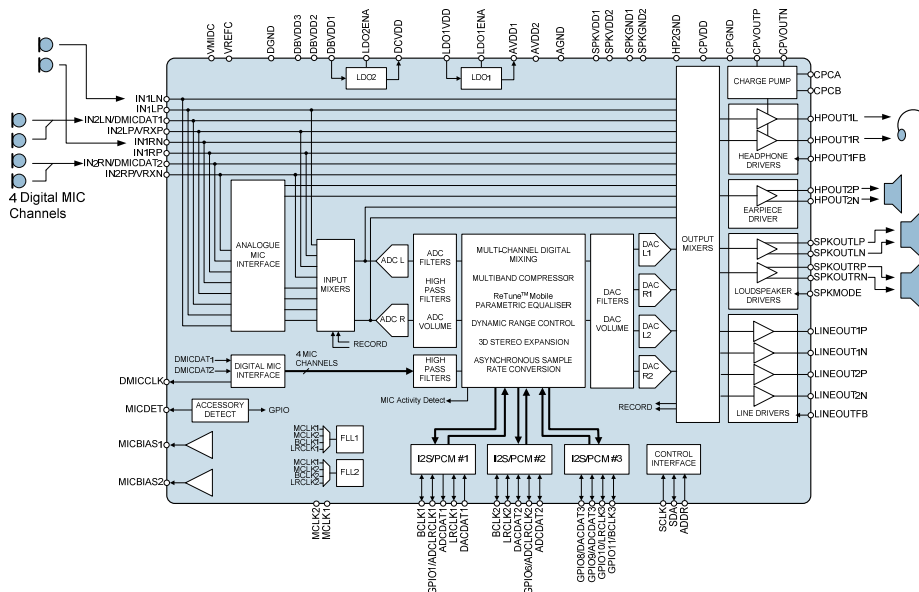 VMIDC
VREFC
DGND
DBVDD3
DBVDD2
DBVDD1
LDO2ENA
DCVDD
LDO1VDD
LDO1ENA
AVDD1
AVDD2
AGND
SPKVDD1
SPKVDD2
SPKGND1
SPKGND2
HP2GND
CPVDD
CPGND
CPVOUTP
CPVOUTN
LDO2
LDO1
CHARGE PUMP
CPCA
CPCB
IN1LN
IN1LP
IN2LN/DMICDAT1
IN2LP/VRXP
IN1RN
IN1RP
IN2RN/DMICDAT2
IN2RP/VRXN
4 Digital MIC
Channels
HPOUT1L
HPOUT1R
HPOUT1FB
HEADPHONE
DRIVERS
HPOUT2P
HPOUT2N
EARPIECE
DRIVER
SPKOUTLP
SPKOUTLN
SPKOUTRP
SPKOUTRN
SPKMODE
LOUDSPEAKER
DRIVERS
LINEOUT1P
LINEOUT1N
LINEOUT2P
LINEOUT2N
LINEOUTFB
LINE DRIVERS
ANALOGUE
MIC
INTERFACE
INPUT
MIXERS
RECORD
ADC L
ADC R
ADC
FILTERS
HIGH
PASS
FILTERS
ADC
VOLUME
MULTI-CHANNEL DIGITAL
MIXING
MULTIBAND COMPRESSOR
ReTune™ Mobile
PARAMETRIC EQUALISER
DYNAMIC RANGE CONTROL
3D STEREO EXPANSION
ASYNCHRONOUS SAMPLE
RATE CONVERSION
DAC
FILTERS
DAC
VOLUME
DAC
L1
DAC
R1
DAC
L2
DAC
R2
OUTPUT
MIXERS
RECORD
DMICDAT1
DMICDAT2
DIGITAL MIC
INTERFACE
4 MIC
CHANNELS
HIGH
PASS
FILTERS
MIC Activity Detect
DMICCLK
MICDET
ACCESSORY
DETECT
GPIO
MICBIAS1
MICBIAS2
MCLK1
MCLK2
BCLK1
LRCLK1
FLL1
MCLK1
MCLK2
BCLK2
LRCLK2
FLL2
I2S/PCM #1
I2S/PCM #2
I2S/PCM #3
CONTROL
INTERFACE
MCLK2
MCLK1
BCLK1
GPIO1/ADCLRCLK1
ADCDAT1
LRCLK1
DACDAT1
BCLK2
LRCLK2
DACDAT2
GPIO6/ADCLRCLK2
ADCDAT2
GPIO8/DACDAT3
GPIO9/ADCDAT3
GPIO10/LRCLK3
GPIO11/BCLK3
SCLK
SDA
ADDR